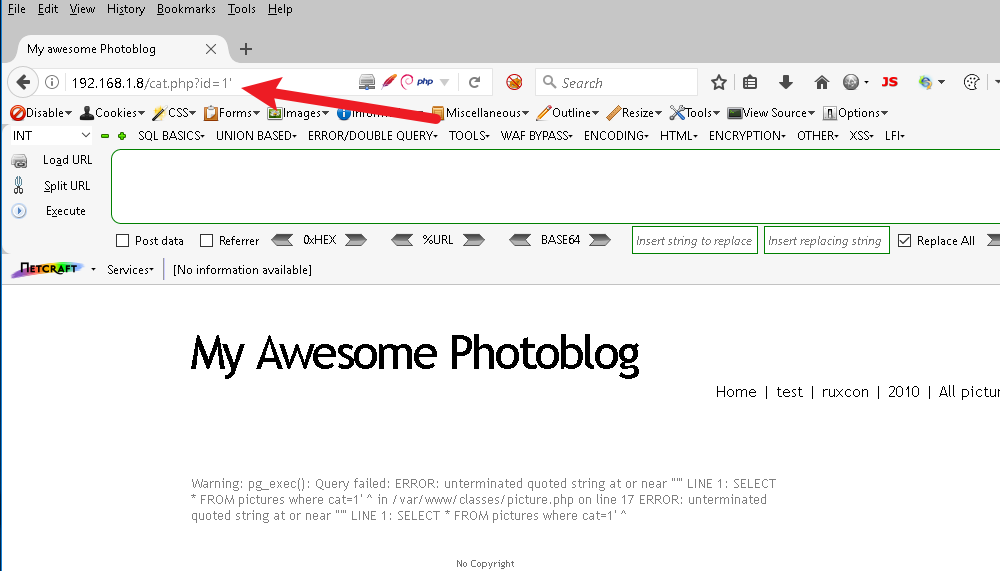 File Edit View History Bookmarks Tools Help
My awesome Photoblog
192.168.1.8/cat.php?id=1' php Search JS
Disable Cookies CSS Forms Images Miscellaneous Outline Resize Tools View Source Options
INT SQL BASICS UNION BASED ERROR/DOUBLE QUERY TOOLS WAF BYPASS ENCODING HTML ENCRYPTION OTHER XSS LFI
Load URL
Split URL
Execute
Post data Referrer 0xHEX %URL BASE64 Insert string to replace Insert replacing string Replace All
NETCRAFT Services [No information available]
My Awesome Photoblog
Home | test | ruxcon | 2010 | All
Warning: pg_exec(): Query failed: ERROR: unterminated quoted string at or near "'" LINE 1: SELECT
* FROM pictures where cat=1' ^ in /var/www/classes/picture.php on line 17 ERROR: unterminated
quoted string at or near "'" LINE 1: SELECT * FROM pictures where cat=1' ^
No Copyright